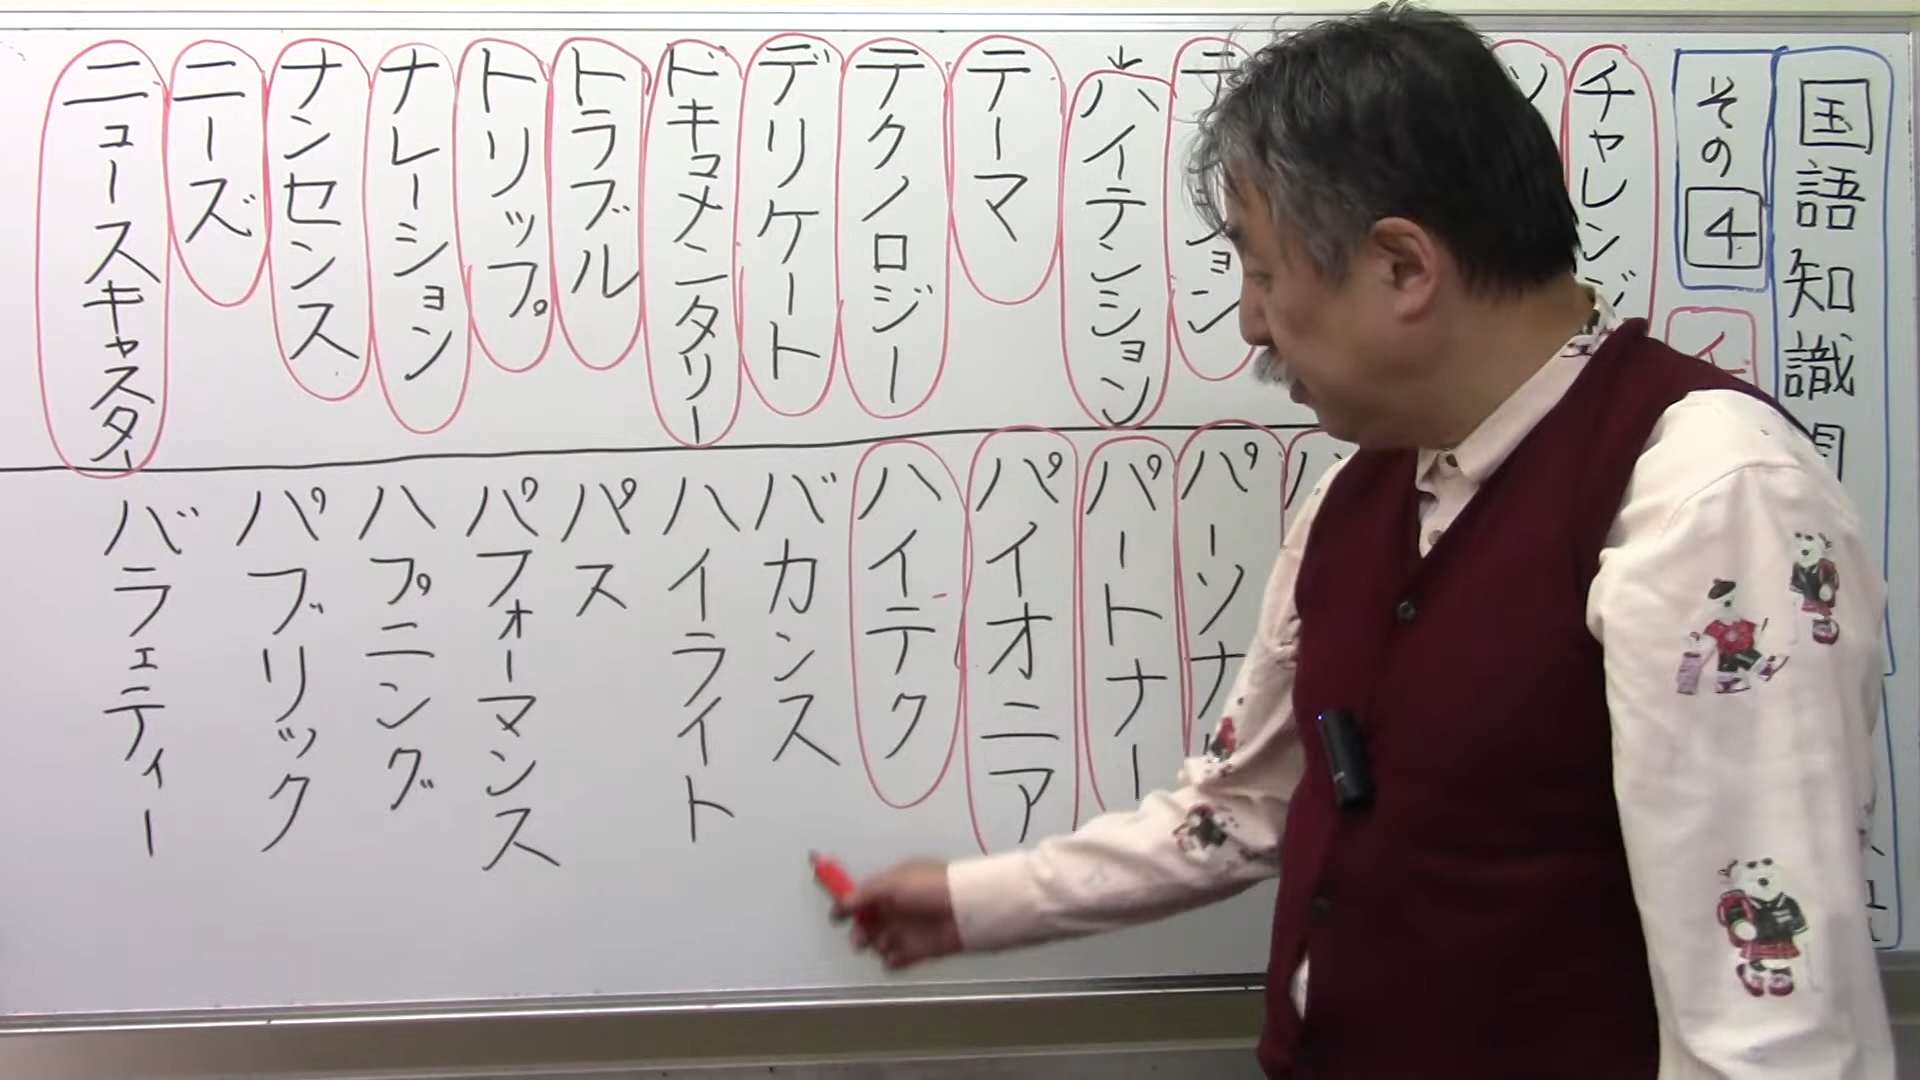 国語知識
その4
チャレンジ
ハイテンション
テーマ
テクノロジー
デリケート
ドキュメンタリー
トラブル
トリップ
ナレーション
ナンセンス
ニーズ
ニュースキャスター
パーソナ
パートナー
パイオニア
ハイテク
バカンス
ハイライト
パス
パフォーマンス
ハプニング
パブリック
バラエティー